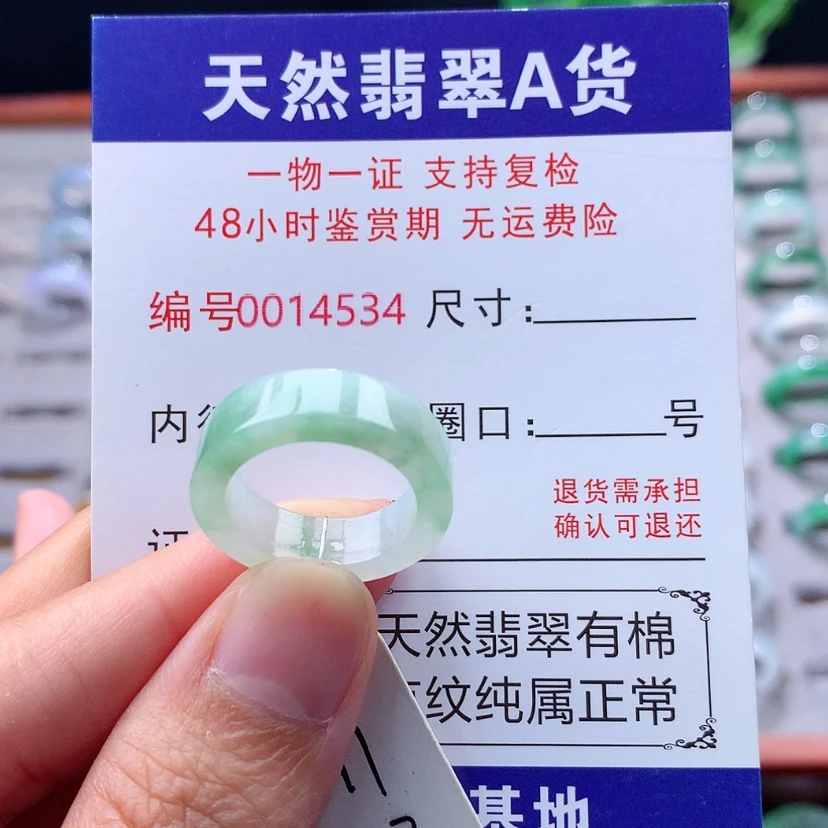 天然翡翠A货
一物一证 支持复检
48小时鉴赏期 无运费险
编号0014534 尺寸:
内 圈口: 号
退货需承担
确认可退还
证
天然翡翠有棉
纹纯属正常
基地